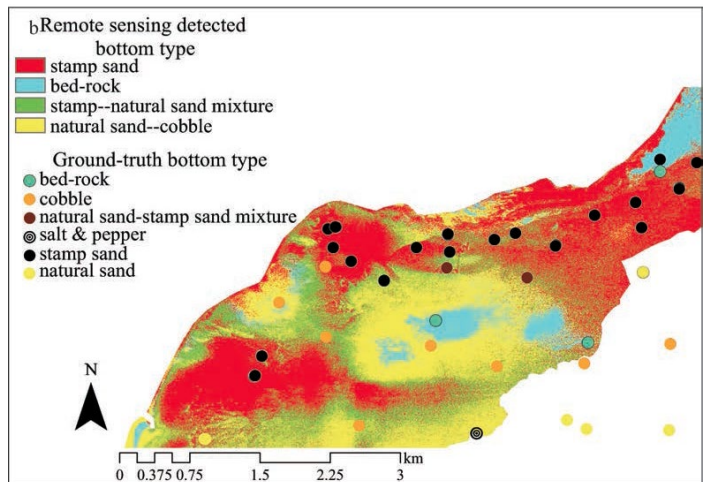 b Remote sensing detected
bottom type
stamp sand
bed-rock
stamp--natural sand mixture
natural sand--cobble
Ground-truth bottom type
bed-rock
cobble
natural sand-stamp sand mixture
salt & pepper
stamp sand
natural sand
N
km
0 0.375 0.75 1.5 2.25 3